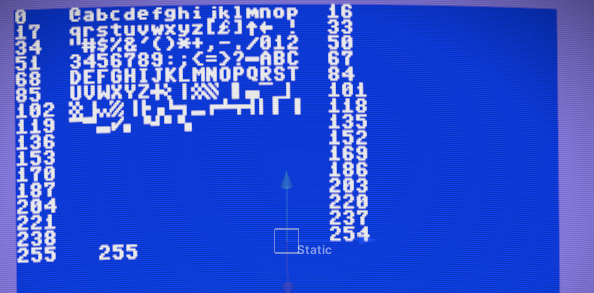 0 @abcdefghijklmnop 16
17 qrstuvwxyz[£]↑← ! 33
34 "#$%&'()*+,-./012 50
51 3456789:;<=>?─ABC 67
68 DEFGHIJKLMNOPQRST 84
85 UVWXYZ 101
102 118
119 135
136 152
153 169
170 186
187 203
204 220
221 237
238 254
255 255
Static